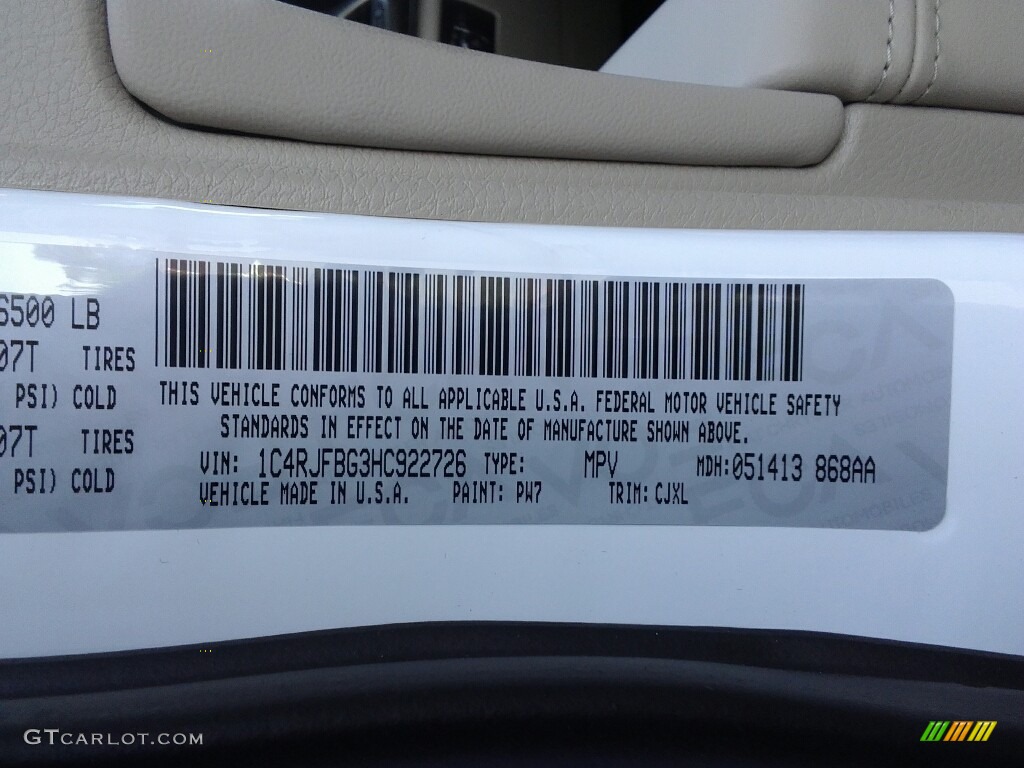 6500 LB
07T TIRES
PSI) COLD
07T TIRES
PSI) COLD
THIS VEHICLE CONFORMS TO ALL APPLICABLE U.S.A. FEDERAL MOTOR VEHICLE SAFETY
STANDARDS IN EFFECT ON THE DATE OF MANUFACTURE SHOWN ABOVE.
VIN: 1C4RJFBG3HC922726 TYPE: MPV MDH:051413 868AA
VEHICLE MADE IN U.S.A. PAINT: PW7 TRIM: CJXL
GTCARLOT.COM